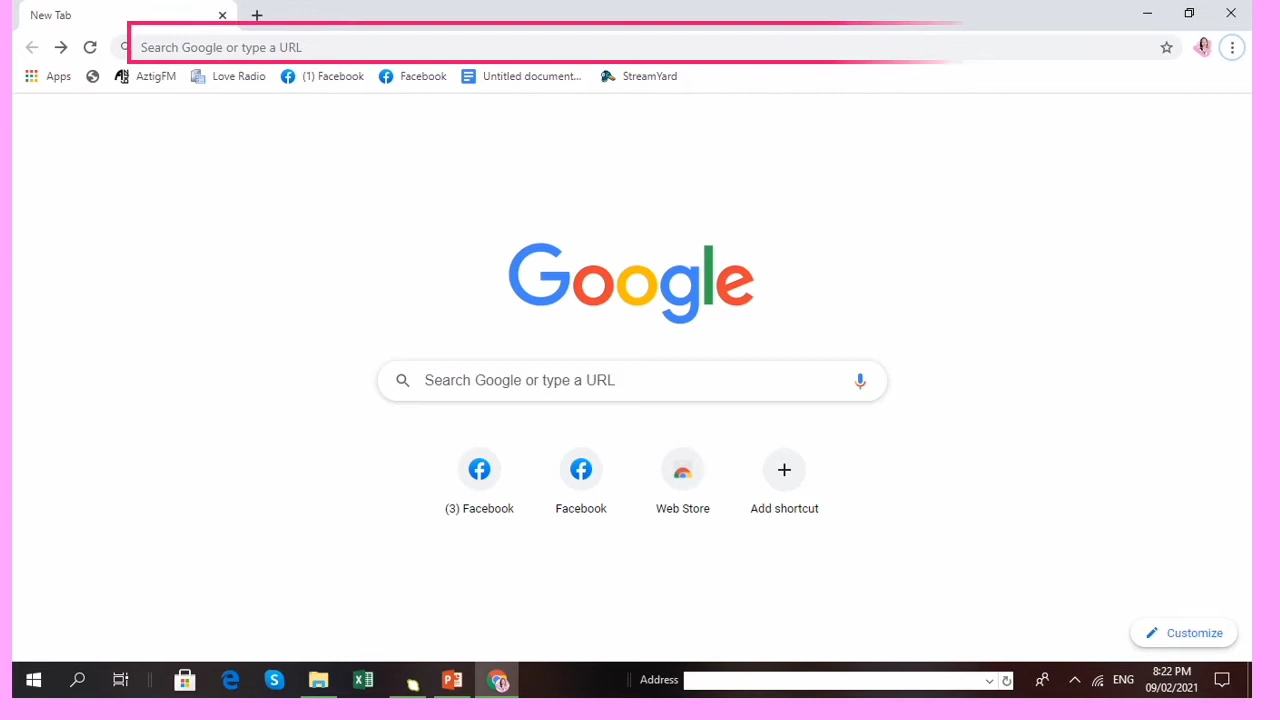 New Tab
Search Google or type a URL
Apps
AztigFM
Love Radio
(1) Facebook
Facebook
Untitled document...
StreamYard
Google
Search Google or type a URL
(3) Facebook
Facebook
Web Store
Add shortcut
Customize
Address
ENG
8:22 PM
09/02/2021